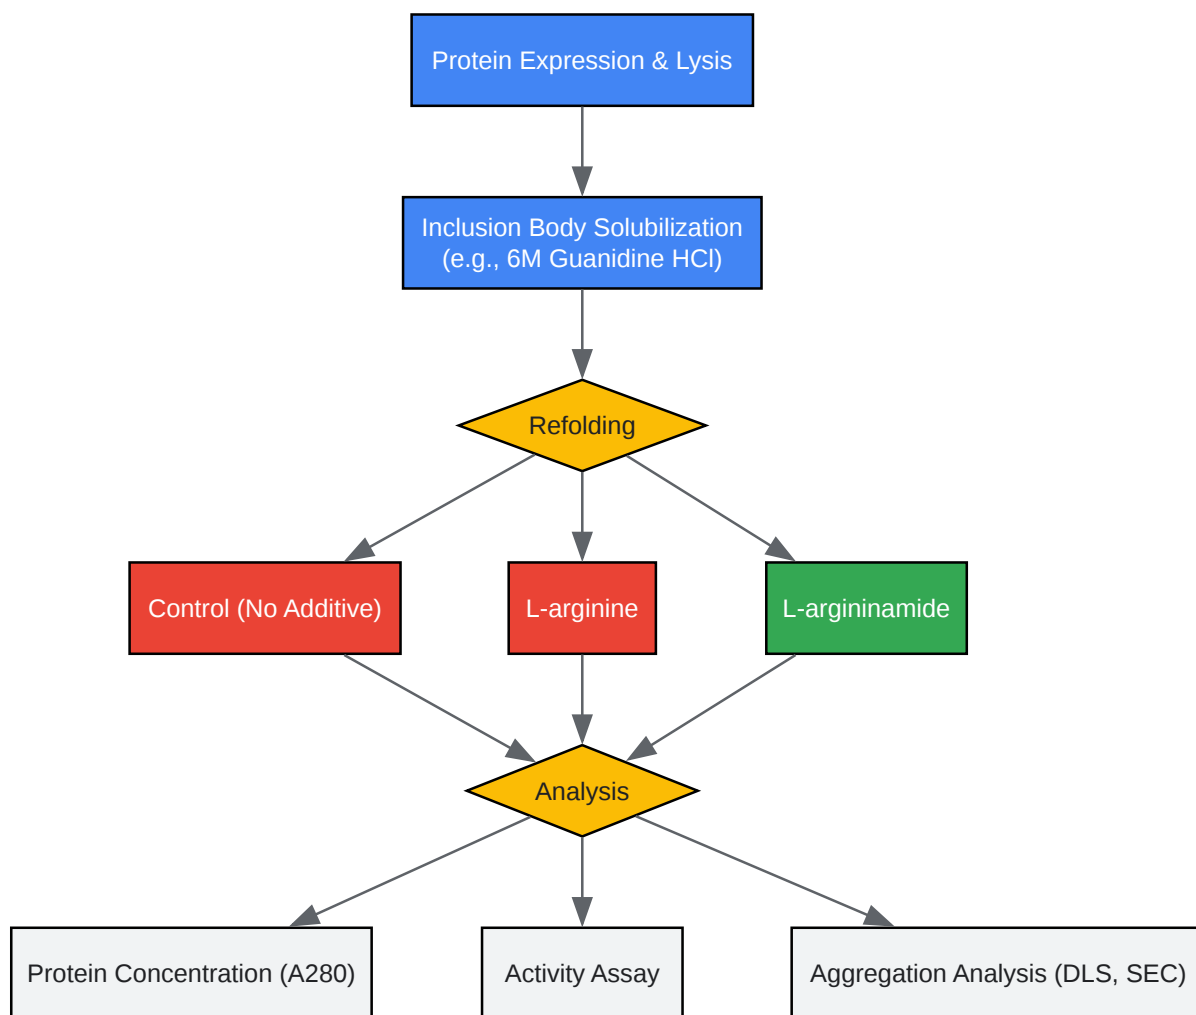 Protein Expression & Lysis
Inclusion Body Solubilization
(e.g., 6M Guanidine HCl)
Refolding
Control (No Additive)
L-arginine
L-argininamide
Analysis
Protein Concentration (A280)
Activity Assay
Aggregation Analysis (DLS, SEC)